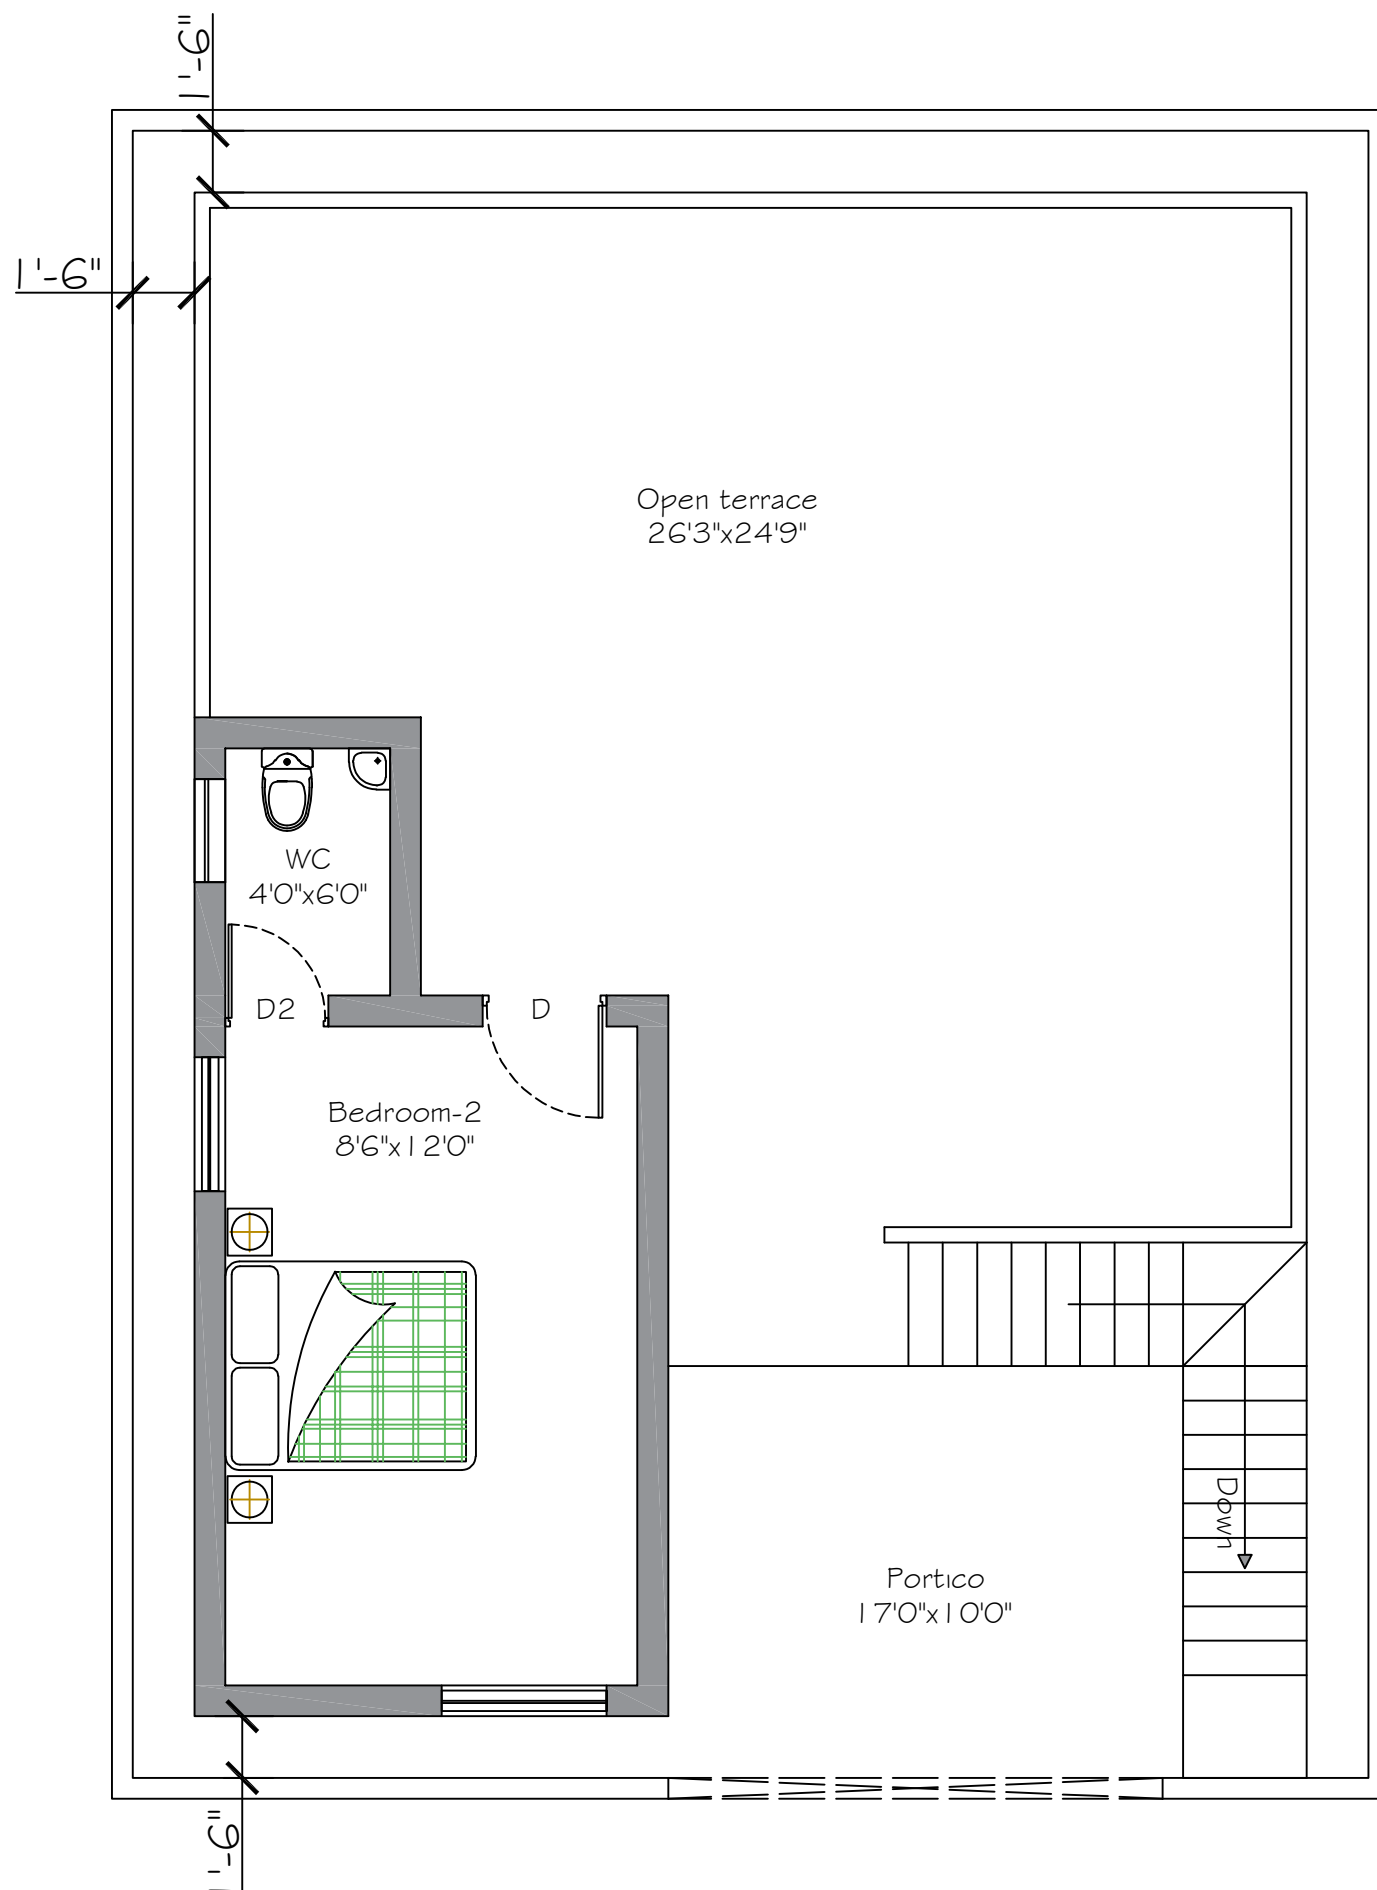 1'-6"
1'-6"
Open terrace
26'3"x24'9"
WC
4'0"x6'0"
D2
D
Bedroom-2
8'6"x12'0"
Down
Portico
17'0"x10'0"
1'-6"